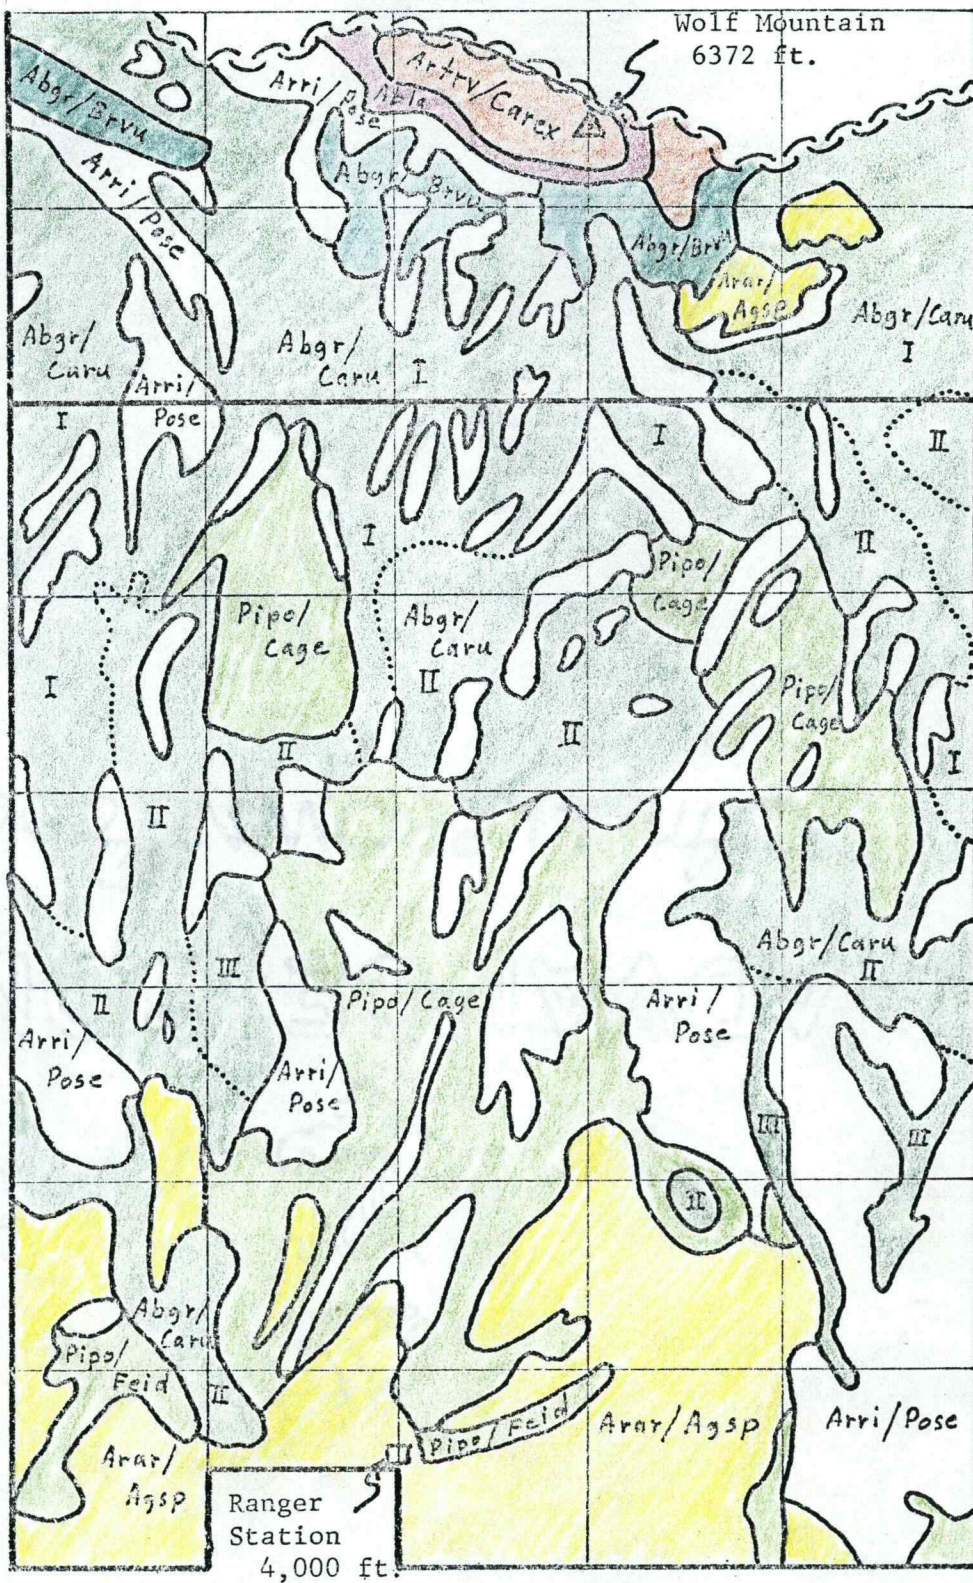 Wolf Mountain
6372 ft.
Abgr/Brvu
Arri/Pose
Abla
Artrv/Carex
Abgr/Brvu
Arri/Pose
Abgr/Brvu
Arar/
Agsp
Abgr/
Caru
I
Arri/
Pose
Abgr/
Caru I
Abgr/Caru
I
I
II
I
II
Pipo/
Cage
Pipo/
Cage
Abgr/
Caru
II
I
II
II
Pipo/
Cage
I
II
III
Abgr/Caru
II
II
Pipo/Cage
Arri/
Pose
Arri/
Pose
Arri/
Pose
III
III
II
Abgr/
Caru
II
Pipo/
Feid
Arar/
Agsp
III
Pipo/Feid
Arar/Agsp
Arri/Pose
Ranger
Station
4,000 ft.